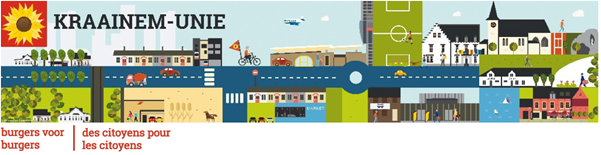 KRAAINEM-UNIE
burgers voor
burgers
des citoyens pour
les citoyens